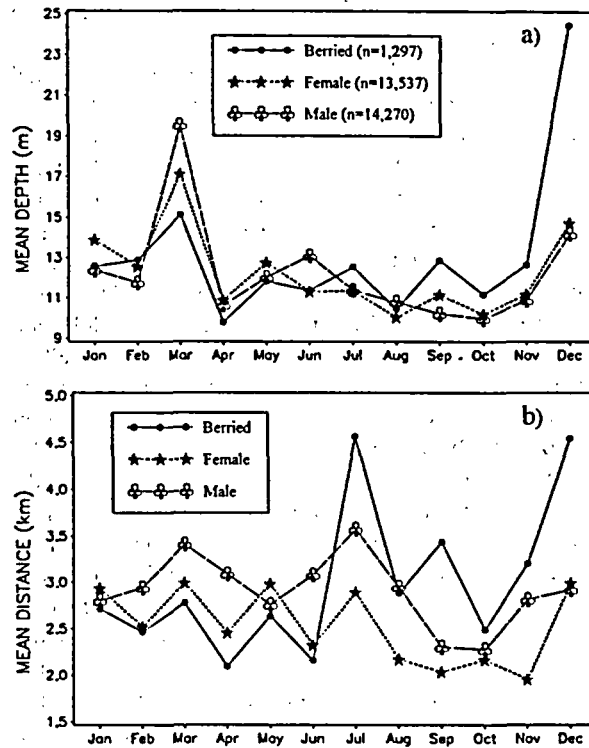 a)
Berried (n=1,297)
Female (n=13,537)
Male (n=14,270)
MEAN DEPTH (m)
25
23
21
19
17
15
13
11
9
Jan Feb Mar Apr May Jun Jul Aug Sep Oct Nov Dec
b)
Berried
Female
Male
MEAN DISTANCE (km)
5.0
4.5
4.0
3.5
3.0
2.5
2.0
1.5
Jan Feb Mar Apr May Jun Jul Aug Sep Oct Nov Dec